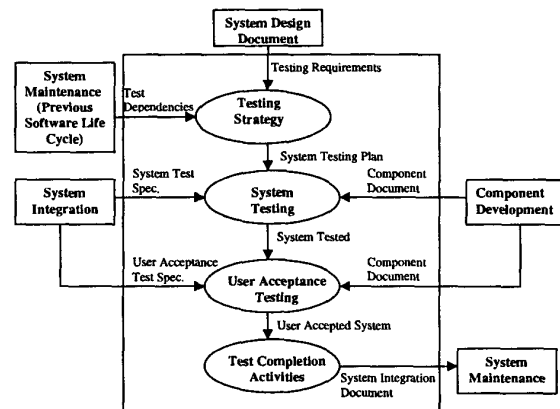 System Design
Document
Testing Requirements
System
Maintenance
(Previous
Software Life
Cycle)
Test
Dependencies
Testing
Strategy
System Testing Plan
System
Integration
System Test
Spec.
System
Testing
Component
Document
Component
Development
System Tested
User Acceptance
Test Spec.
User Acceptance
Testing
Component
Document
User Accepted System
Test Completion
Activities
System Integration
Document
System
Maintenance